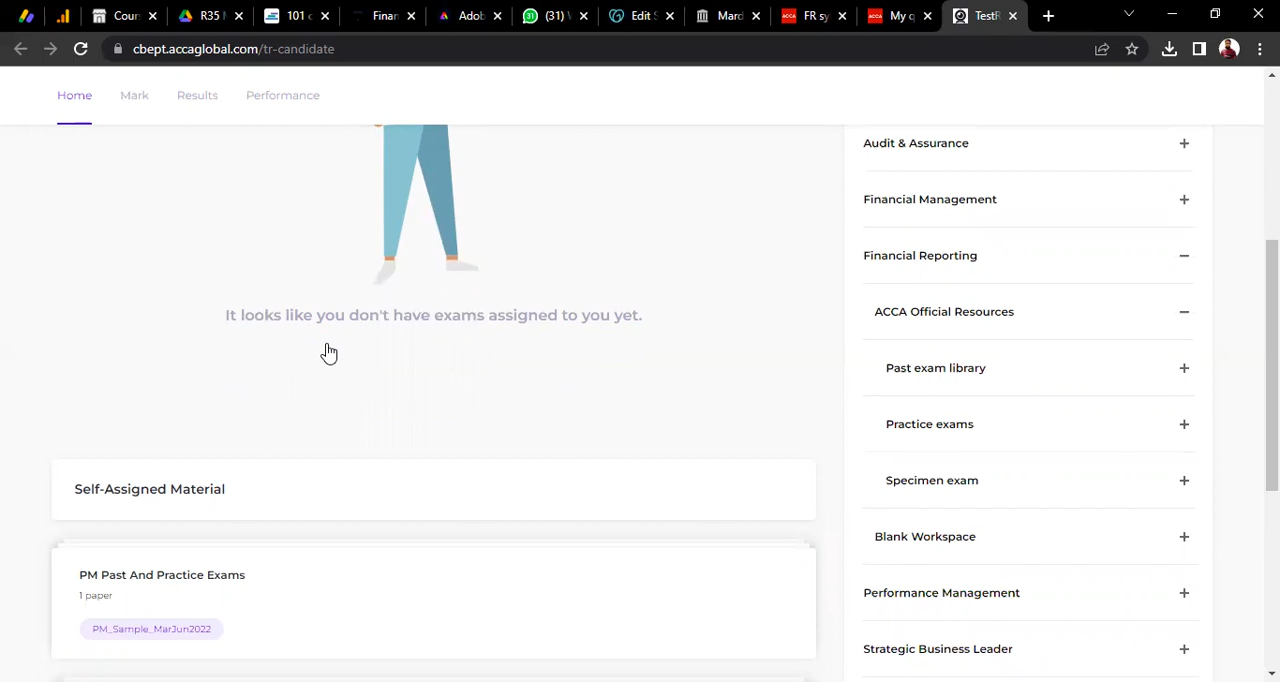 Cours
R35 M
101 c
Finan
Adob
(31) V
Edit S
Marc
ACCA
FR sy
ACCA
My q
TestR
cbept.accaglobal.com/tr-candidate
Home
Mark
Results
Performance
It looks like you don't have exams assigned to you yet.
Self-Assigned Material
PM Past And Practice Exams
1 paper
PM_Sample_MarJun2022
Audit & Assurance
Financial Management
Financial Reporting
ACCA Official Resources
Past exam library
Practice exams
Specimen exam
Blank Workspace
Performance Management
Strategic Business Leader